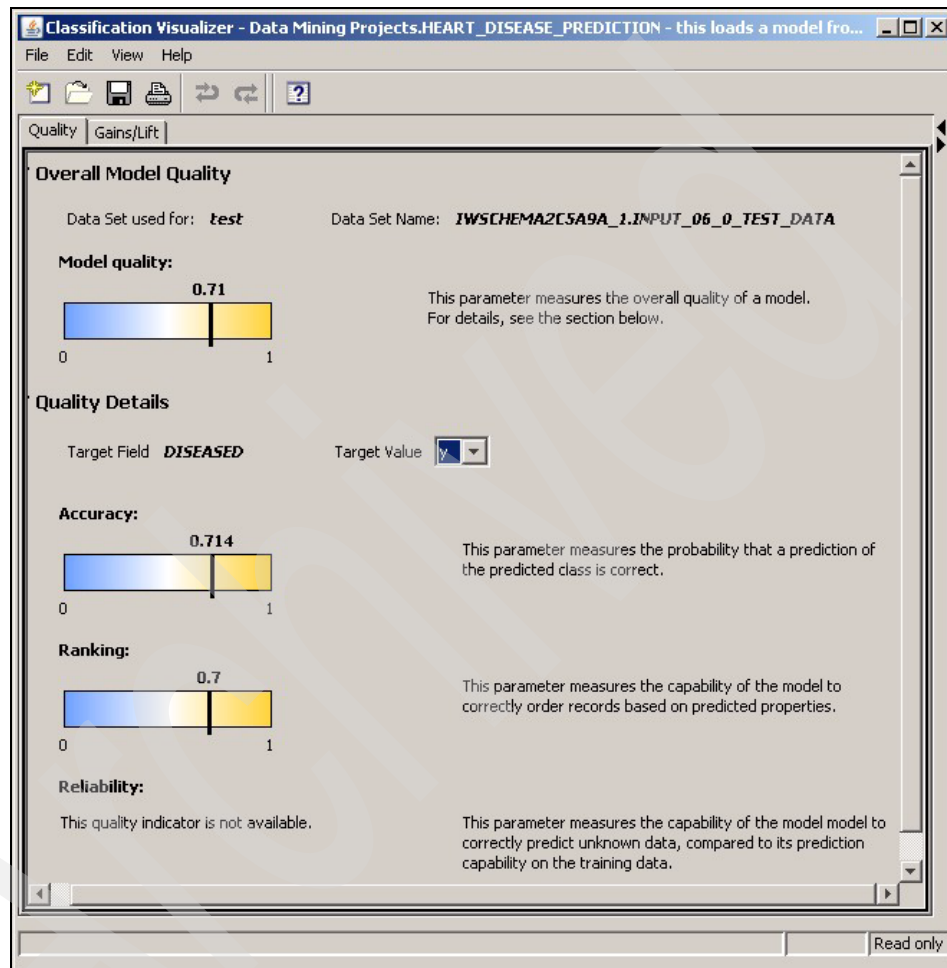 Classification Visualizer - Data Mining Projects.HEART_DISEASE_PREDICTION - this loads a model fro...
File Edit View Help
Quality Gains/Lift
Overall Model Quality
Data Set used for: test Data Set Name: IWSCHEMA2C5A9A_1.INPUT_06_0_TEST_DATA
Model quality:
0.71
This parameter measures the overall quality of a model.
For details, see the section below.
0 1
Quality Details
Target Field DISEASED Target Value y
Accuracy:
0.714
This parameter measures the probability that a prediction of
the predicted class is correct.
0 1
Ranking:
0.7
This parameter measures the capability of the model to
correctly order records based on predicted properties.
0 1
Reliability:
This quality indicator is not available.
This parameter measures the capability of the model model to
correctly predict unknown data, compared to its prediction
capability on the training data.
Read only